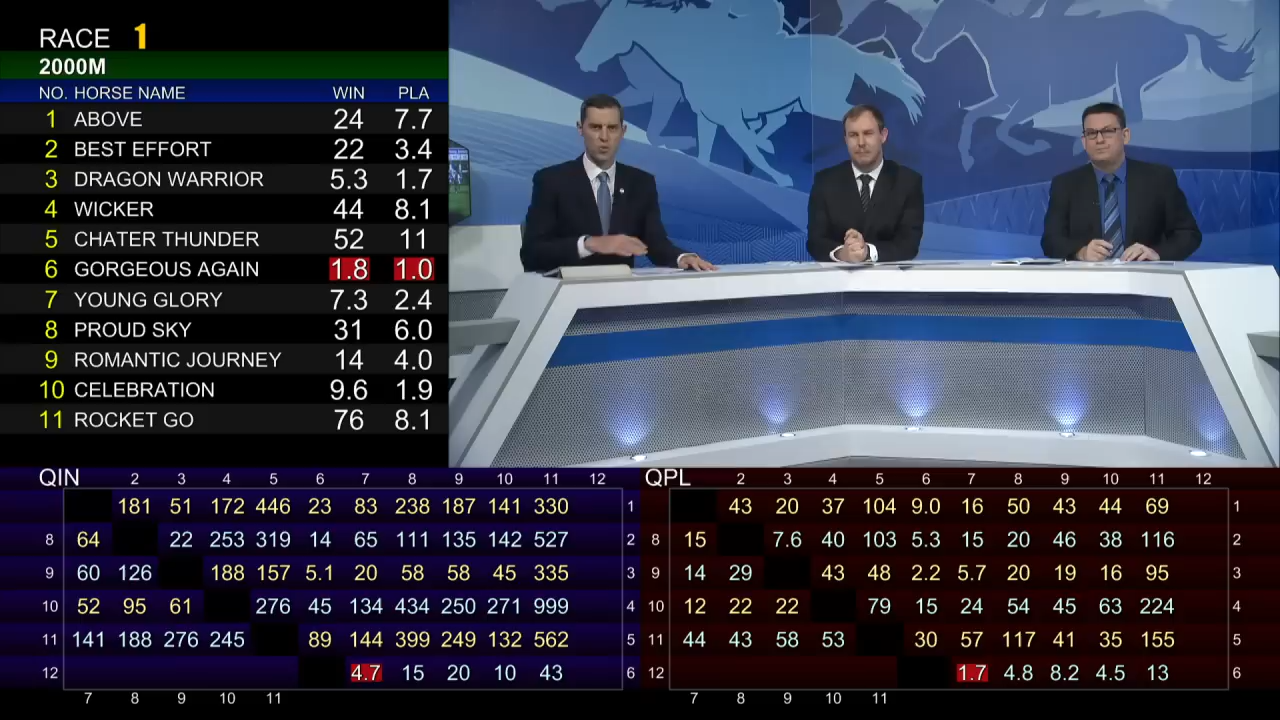 RACE 1
2000M
NO. HORSE NAME WIN PLA
1 ABOVE 24 7.7
2 BEST EFFORT 22 3.4
3 DRAGON WARRIOR 5.3 1.7
4 WICKER 44 8.1
5 CHATER THUNDER 52 11
6 GORGEOUS AGAIN 1.8 1.0
7 YOUNG GLORY 7.3 2.4
8 PROUD SKY 31 6.0
9 ROMANTIC JOURNEY 14 4.0
10 CELEBRATION 9.6 1.9
11 ROCKET GO 76 8.1
QIN 2 3 4 5 6 7 8 9 10 11 12
181 51 172 446 23 83 238 187 141 330 1
8 64 22 253 319 14 65 111 135 142 527 2
9 60 126 188 157 5.1 20 58 58 45 335 3
10 52 95 61 276 45 134 434 250 271 999 4
11 141 188 276 245 89 144 399 249 132 562 5
12 4.7 15 20 10 43 6
7 8 9 10 11
QPL 2 3 4 5 6 7 8 9 10 11 12
43 20 37 104 9.0 16 50 43 44 69 1
8 15 7.6 40 103 5.3 15 20 46 38 116 2
9 14 29 43 48 2.2 5.7 20 19 16 95 3
10 12 22 22 79 15 24 54 45 63 224 4
11 44 43 58 53 30 57 117 41 35 155 5
12 1.7 4.8 8.2 4.5 13 6
7 8 9 10 11